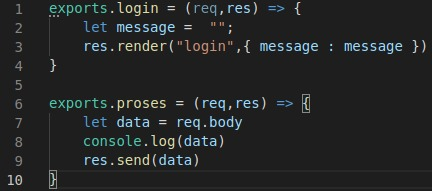 1 exports.login = (req,res) => {
2 let message =  "";
3 res.render("login",{ message : message })
4 }
5
6 exports.proses = (req,res) => {
7 let data = req.body
8 console.log(data)
9 res.send(data)
10 }